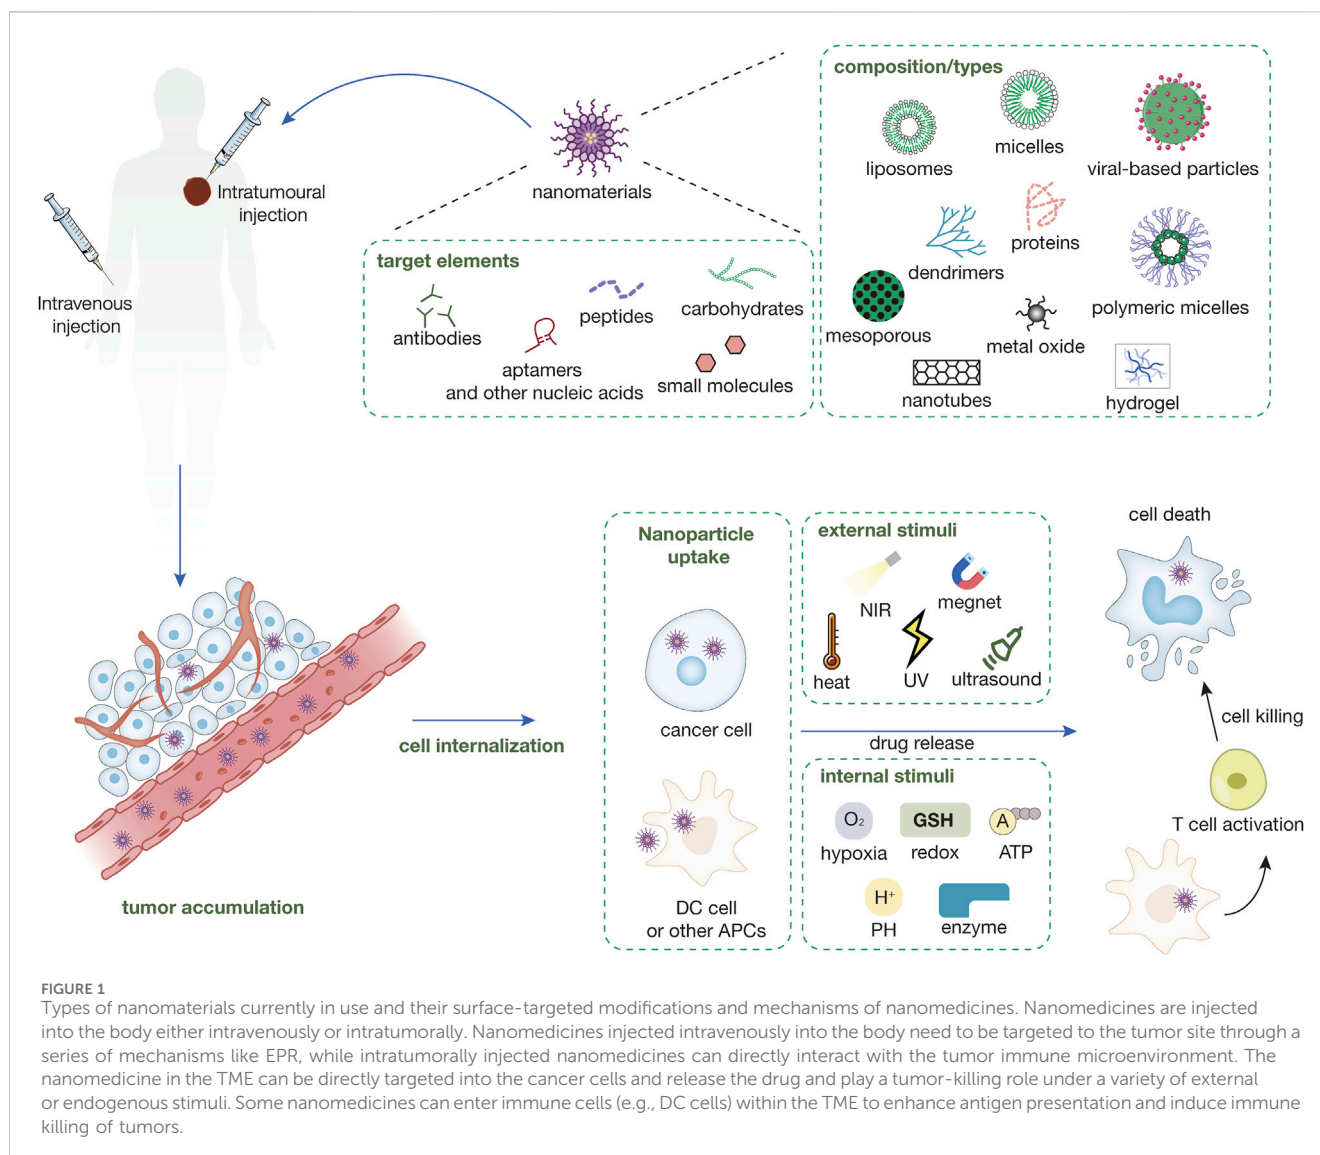 composition/types
liposomes
micelles
viral-based particles
dendrimers
proteins
polymeric micelles
mesoporous
metal oxide
nanotubes
hydrogel
nanomaterials
Intratumoural
injection
Intravenous
injection
target elements
antibodies
peptides
carbohydrates
aptamers
and other nucleic acids
small molecules
tumor accumulation
cell internalization
Nanoparticle
uptake
cancer cell
DC cell
or other APCs
external stimuli
NIR
megnet
heat
UV
ultrasound
drug release
internal stimuli
O₂
hypoxia
GSH
redox
A
ATP
H⁺
PH
enzyme
cell death
cell killing
T cell activation
FIGURE 1
Types of nanomaterials currently in use and their surface-targeted modifications and mechanisms of nanomedicines. Nanomedicines are injected
into the body either intravenously or intratumorally. Nanomedicines injected intravenously into the body need to be targeted to the tumor site through a
series of mechanisms like EPR, while intratumorally injected nanomedicines can directly interact with the tumor immune microenvironment. The
nanomedicine in the TME can be directly targeted into the cancer cells and release the drug and play a tumor-killing role under a variety of external
or endogenous stimuli. Some nanomedicines can enter immune cells (e.g., DC cells) within the TME to enhance antigen presentation and induce immune
killing of tumors.